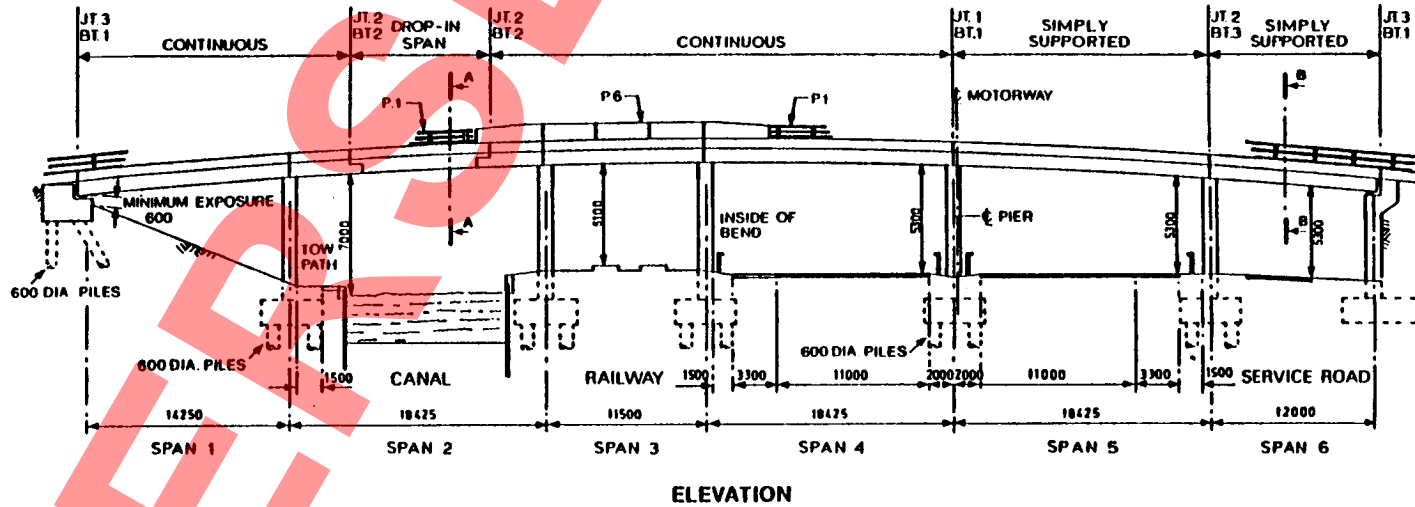 JT. 3
BT. 1
CONTINUOUS
JT. 2
BT.2
DROP-IN
SPAN
JT. 2
BT. 2
CONTINUOUS
JT. 1
BT.1
SIMPLY
SUPPORTED
JT. 2
BT. 3
SIMPLY
SUPPORTED
JT. 3
BT. 1
A
B
P.1
P6
P1
℄ MOTORWAY
MINIMUM EXPOSURE
600
7000
A
5100
INSIDE OF
BEND
5300
℄ PIER
5300
B
5300
TOW
PATH
600 DIA PILES
600 DIA. PILES
1500
CANAL
RAILWAY
1900
3300
600 DIA. PILES
11000
2000
2000
11000
3300
1500
SERVICE ROAD
14250
18425
11500
18425
18425
12000
SPAN 1
SPAN 2
SPAN 3
SPAN 4
SPAN 5
SPAN 6
ELEVATION